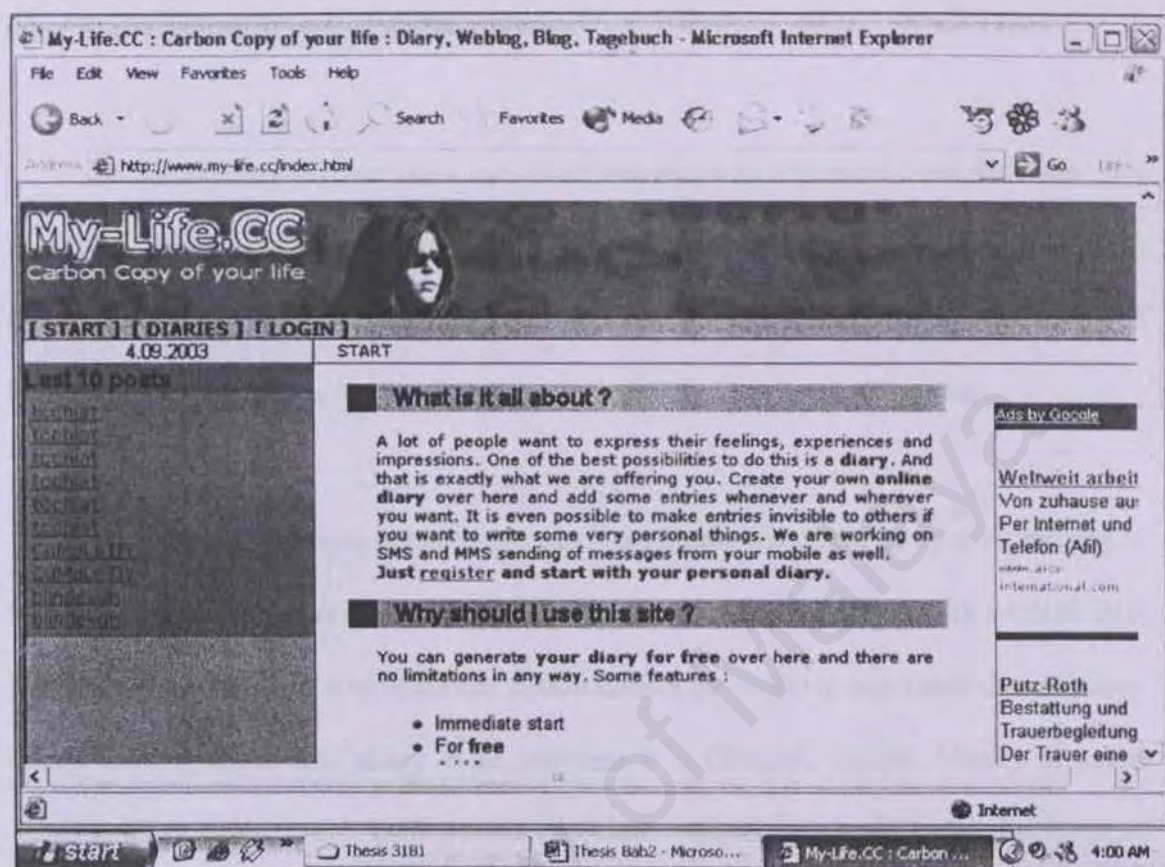 My-Life.CC : Carbon Copy of your life : Diary, Weblog, Blog, Tagebuch - Microsoft Internet Explorer
File Edit View Favorites Tools Help
Back Search Favorites Media
Address http://www.my-life.cc/index.html Go Links
My-Life.CC
Carbon Copy of your life
[ START ] [ DIARIES ] [ LOGIN ]
4.09.2003 START
Last 10 posts
What is it all about ?
A lot of people want to express their feelings, experiences and
impressions. One of the best possibilities to do this is a diary. And
that is exactly what we are offering you. Create your own online
diary over here and add some entries whenever and wherever
you want. It is even possible to make entries invisible to others if
you want to write some very personal things. We are working on
SMS and MMS sending of messages from your mobile as well.
Just register and start with your personal diary.
Why should i use this site ?
You can generate your diary for free over here and there are
no limitations in any way. Some features :
Immediate start
For free
Ads by Google
Weltweit arbeit
Von zuhause au
Per Internet und
Telefon (Afil)
international.com
Putz-Roth
Bestattung und
Trauerbegleitung
Der Trauer eine
Internet
start Thesis 3181 Thesis Bab2 - Microso... My-Life.CC : Carbon ... 4:00 AM
of Malaya